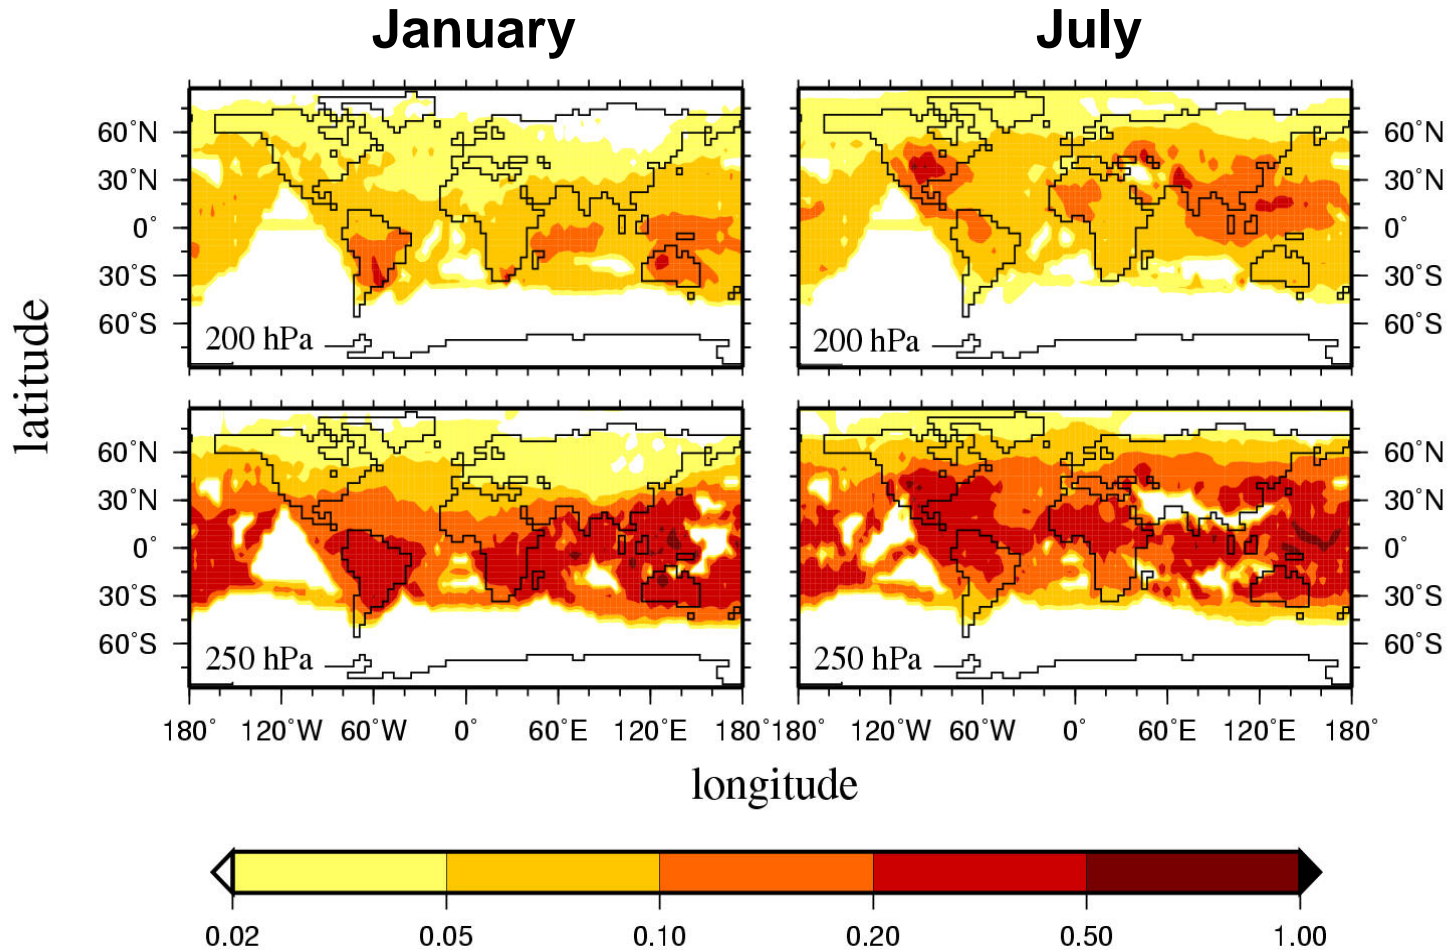 January July
60°N 60°N
30°N 30°N
0° 0°
30°S 30°S
60°S 60°S
200 hPa 200 hPa
latitude
60°N 60°N
30°N 30°N
0° 0°
30°S 30°S
60°S 60°S
250 hPa 250 hPa
180° 120°W 60°W 0° 60°E 120°E 180° 180° 120°W 60°W 0° 60°E 120°E 180°
longitude
0.02 0.05 0.10 0.20 0.50 1.00